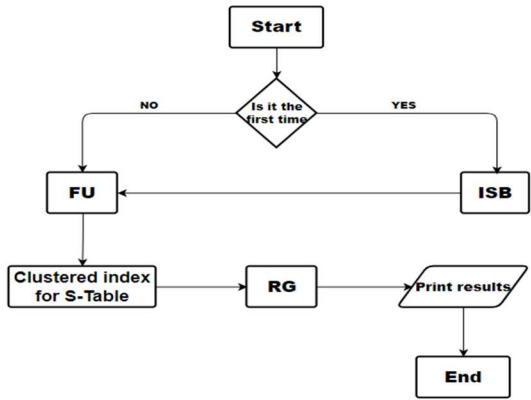 Start
Is it the
first time
NO
YES
FU
ISB
Clustered index
for S-Table
RG
Print results
End